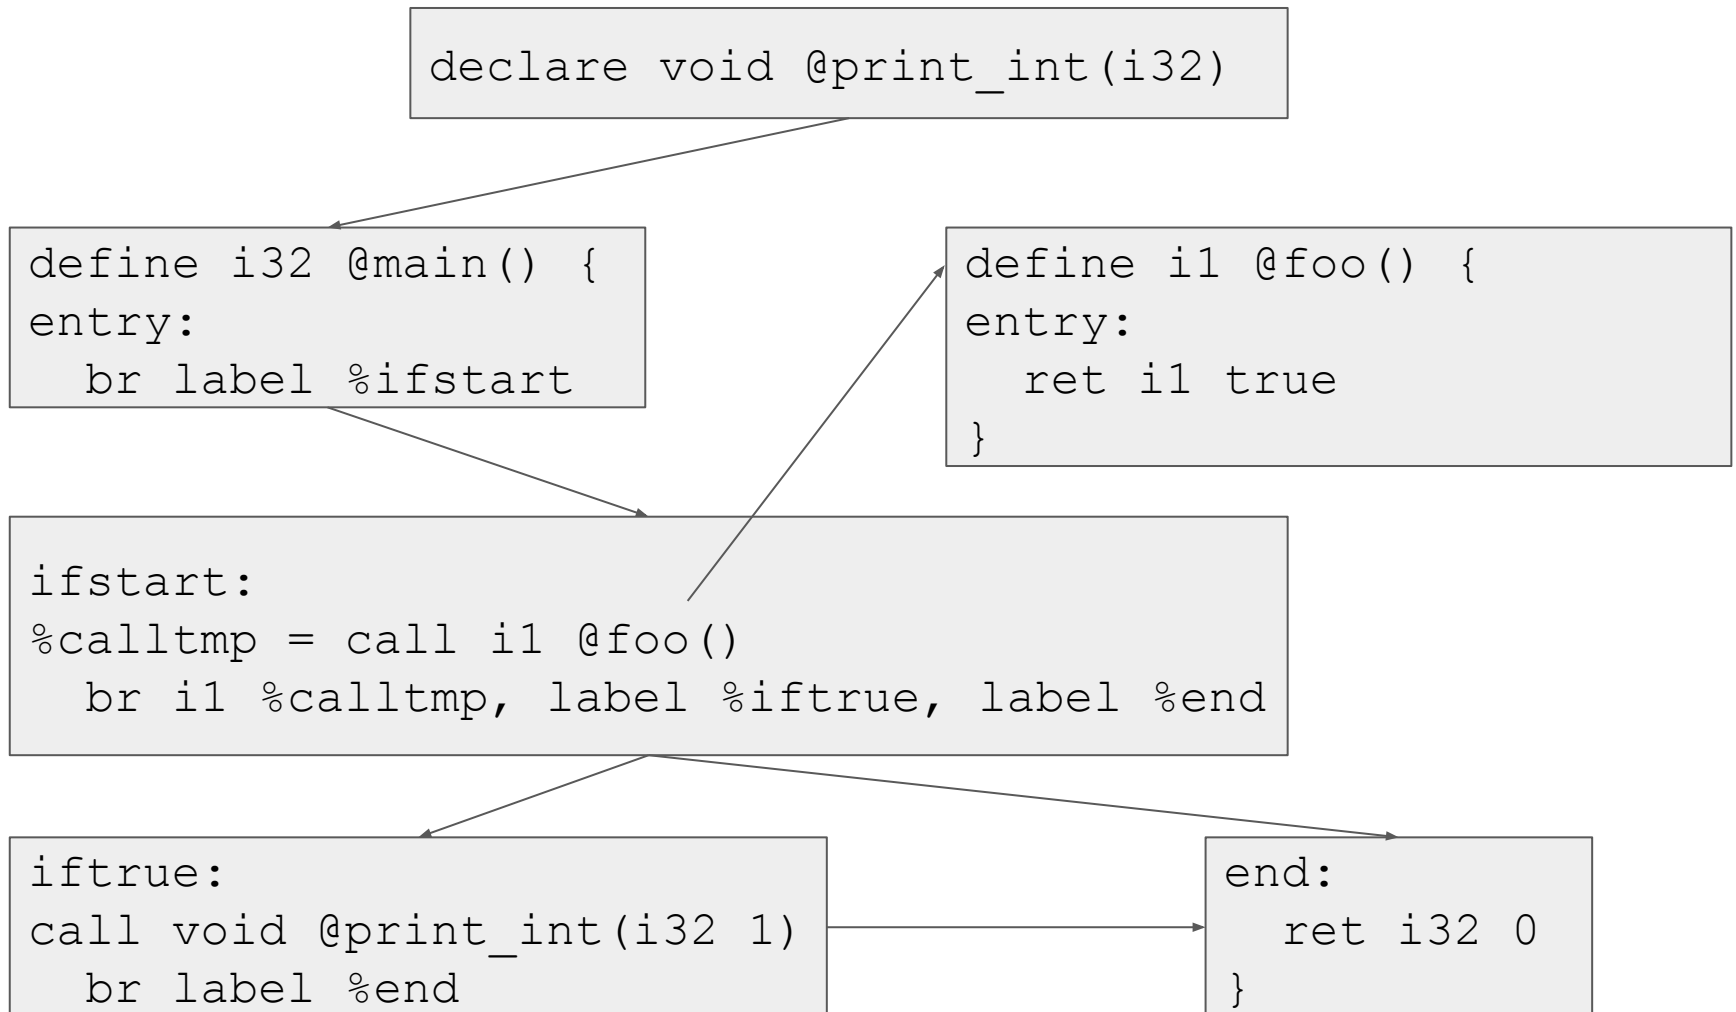 declare void @print_int(i32)
define i32 @main() {
entry:
  br label %ifstart
define i1 @foo() {
entry:
  ret i1 true
}
ifstart:
%calltmp = call i1 @foo()
  br i1 %calltmp, label %iftrue, label %end
iftrue:
call void @print_int(i32 1)
  br label %end
end:
  ret i32 0
}